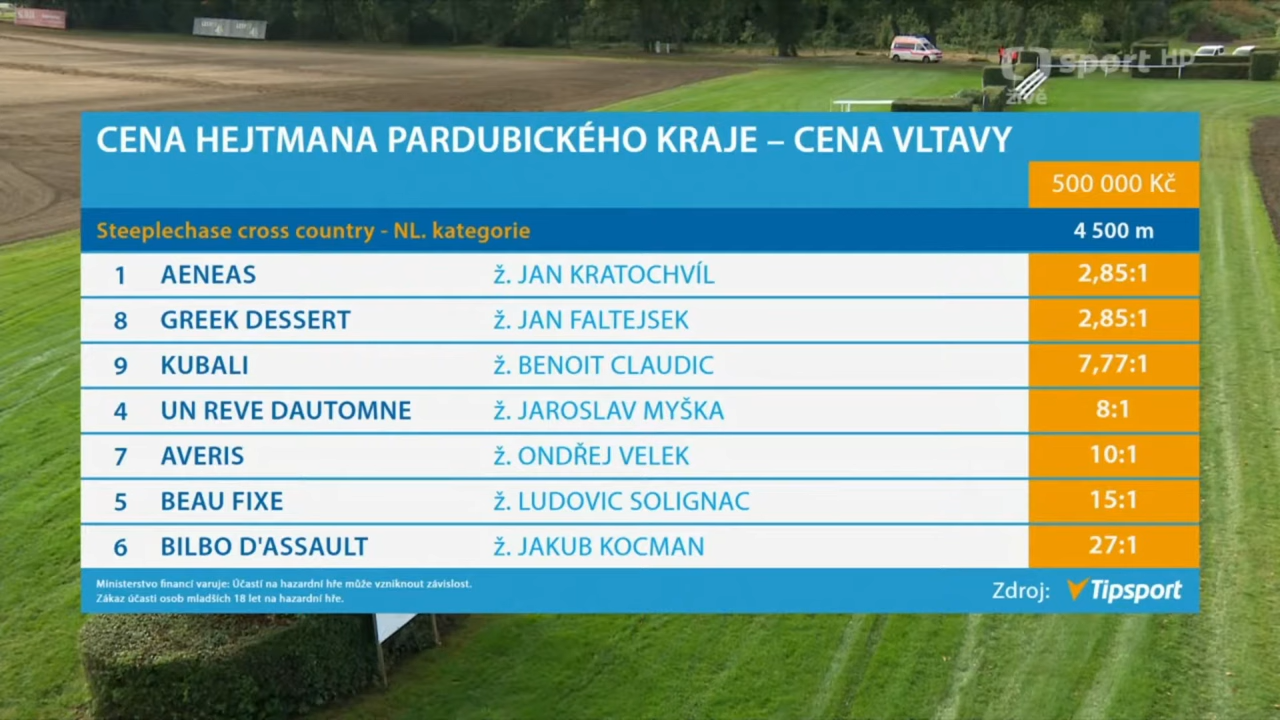 sport HD
živě
CENA HEJTMANA PARDUBICKÉHO KRAJE – CENA VLTAVY
500 000 Kč
Steeplechase cross country - NL. kategorie 4 500 m
1 AENEAS ž. JAN KRATOCHVÍL 2,85:1
8 GREEK DESSERT ž. JAN FALTEJSEK 2,85:1
9 KUBALI ž. BENOIT CLAUDIC 7,77:1
4 UN REVE DAUTOMNE ž. JAROSLAV MYŠKA 8:1
7 AVERIS ž. ONDŘEJ VELEK 10:1
5 BEAU FIXE ž. LUDOVIC SOLIGNAC 15:1
6 BILBO D'ASSAULT ž. JAKUB KOCMAN 27:1
Ministerstvo financí varuje: Účastí na hazardní hře může vzniknout závislost.
Zákaz účasti osob mladších 18 let na hazardní hře.
Zdroj: Tipsport